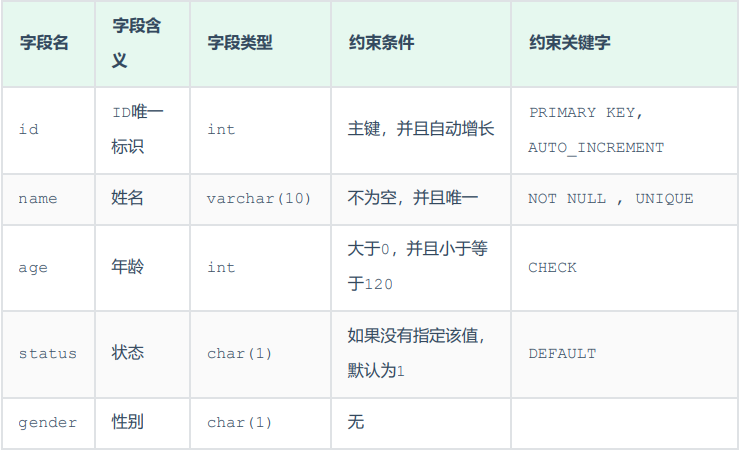 字段名 字段含义 字段类型 约束条件 约束关键字
id ID唯一标识 int 主键，并且自动增长 PRIMARY KEY, AUTO_INCREMENT
name 姓名 varchar(10) 不为空，并且唯一 NOT NULL , UNIQUE
age 年龄 int 大于0，并且小于等于120 CHECK
status 状态 char(1) 如果没有指定该值，默认为1 DEFAULT
gender 性别 char(1) 无